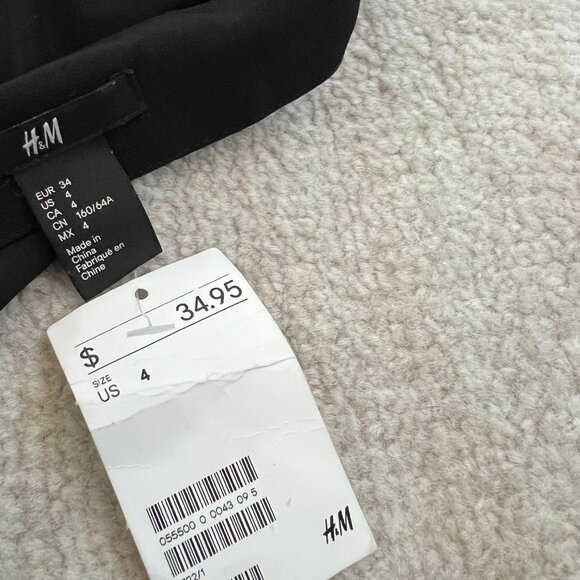 H&M
EUR 34
US 4
CA 4
CN 160/64A
MX 4
Made in
China
Fabriqué en
Chine
$ 34.95
SIZE
US 4
055500 0 0043 09 5
H&M